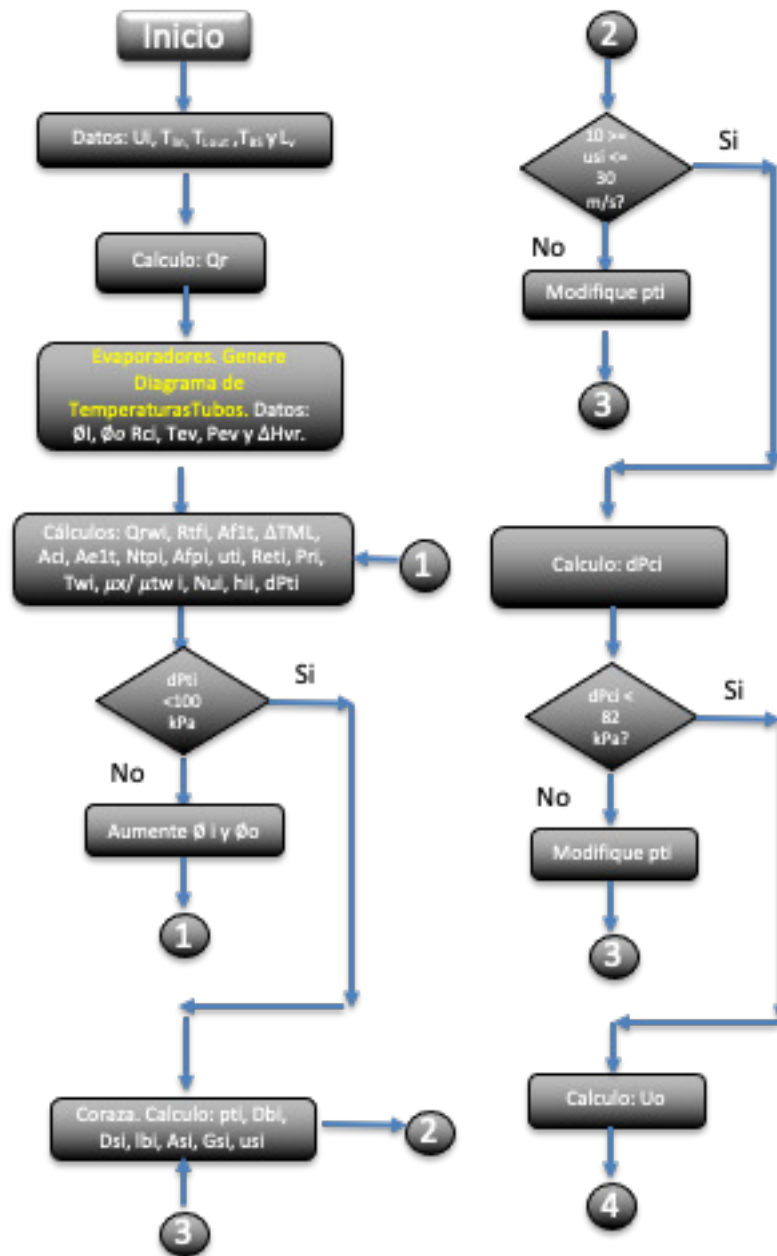 Inicio
Datos: Ui, Tin, Tout, TBS y Lv
Calculo: Qr
Evaporadores. Genere
Diagrama de
TemperaturasTubos. Datos:
ØI, Øo Rci, Tev, Pev y ΔHvr.
Cálculos: Qrwi, Rtfi, Af1t, ΔTML,
Aci, Ae1t, Ntpi, Afpi, uti, Reti, Pri,
Twi, µx/ µtw i, Nui, hii, dPti
1
dPti
<100
kPa
Si
No
Aumente Ø i y Øo
1
Coraza. Calculo: pti, Dbi,
Dsi, lbi, Asi, Gsi, usi
2
3
2
10 >=
usi <=
30
m/s?
Si
No
Modifique pti
3
Calculo: dPci
dPci <
82
kPa?
Si
No
Modifique pti
3
Calculo: Uo
4